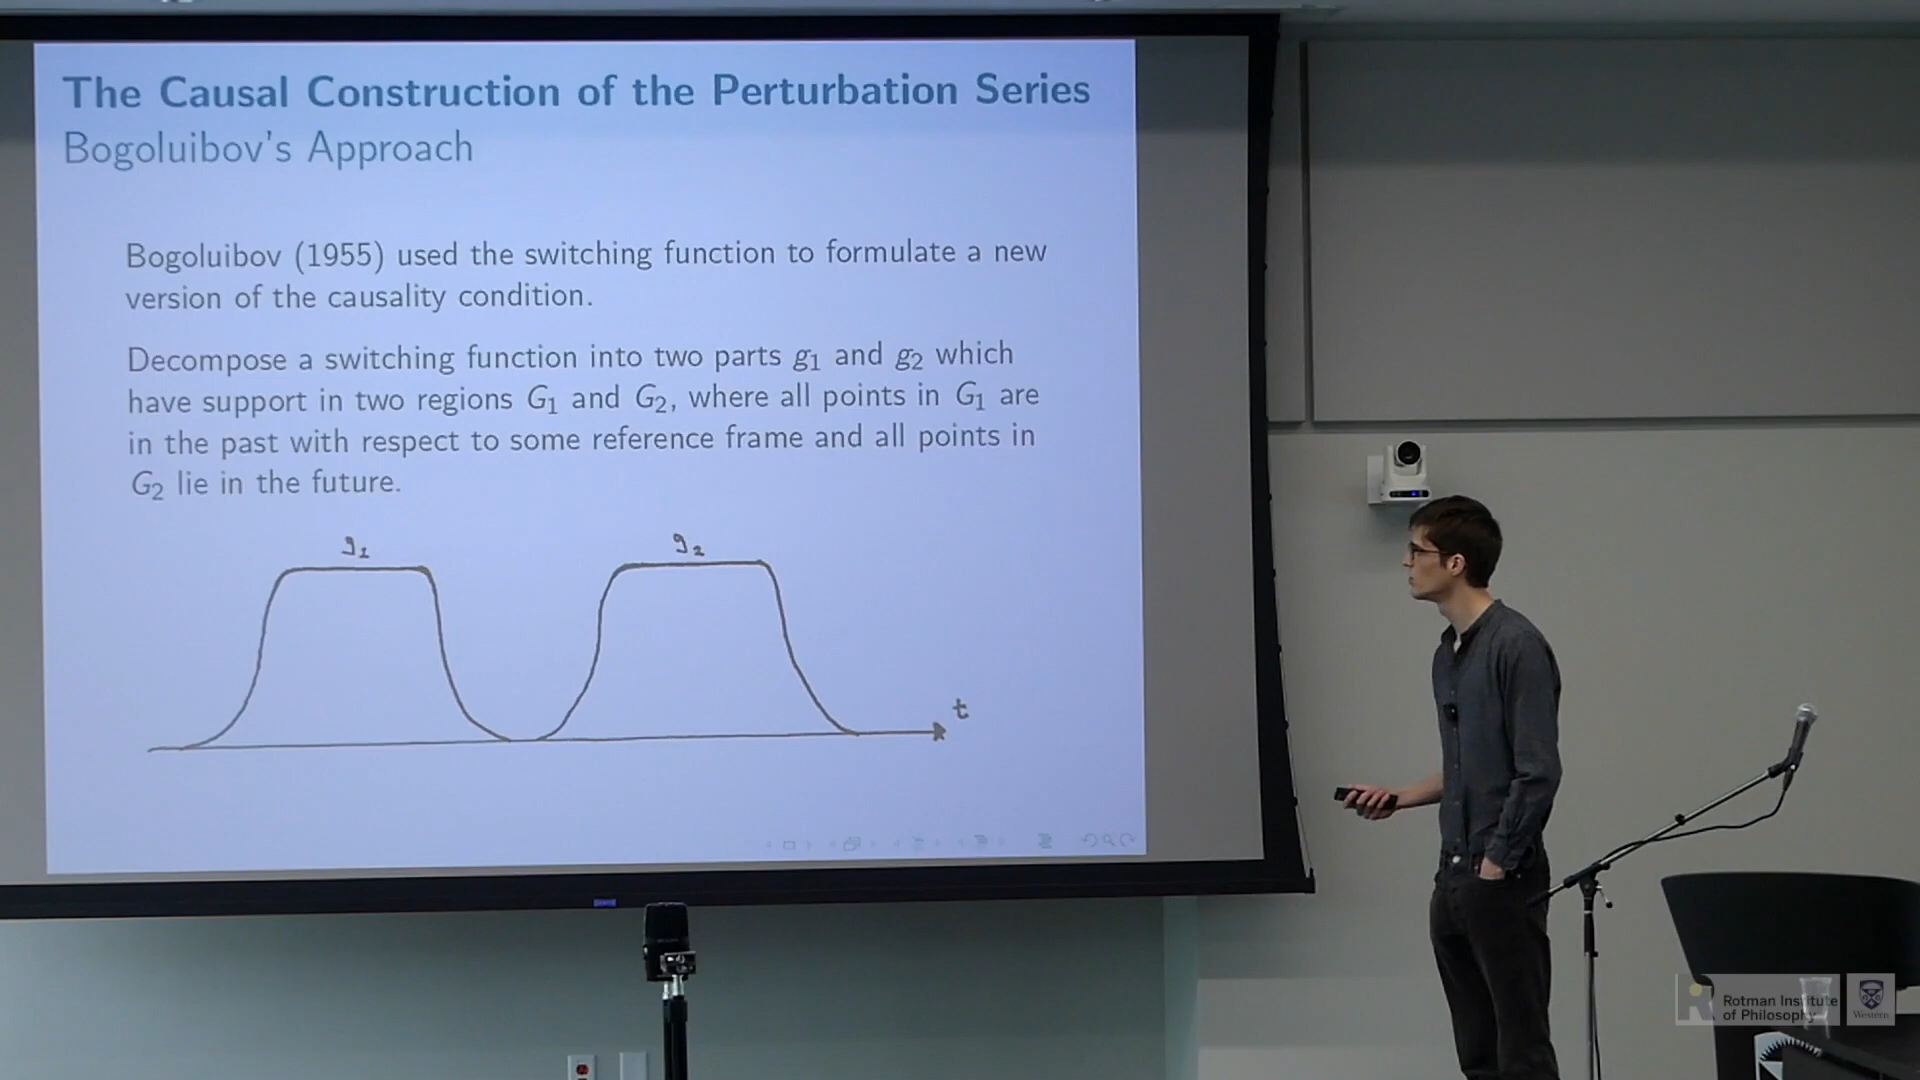 The Causal Construction of the Perturbation Series
Bogoluibov's Approach
Bogoluibov (1955) used the switching function to formulate a new
version of the causality condition.
Decompose a switching function into two parts g₁ and g₂ which
have support in two regions G₁ and G₂, where all points in G₁ are
in the past with respect to some reference frame and all points in
G₂ lie in the future.
g₁
g₂
t
Rotman Institute
of Philosophy
Western